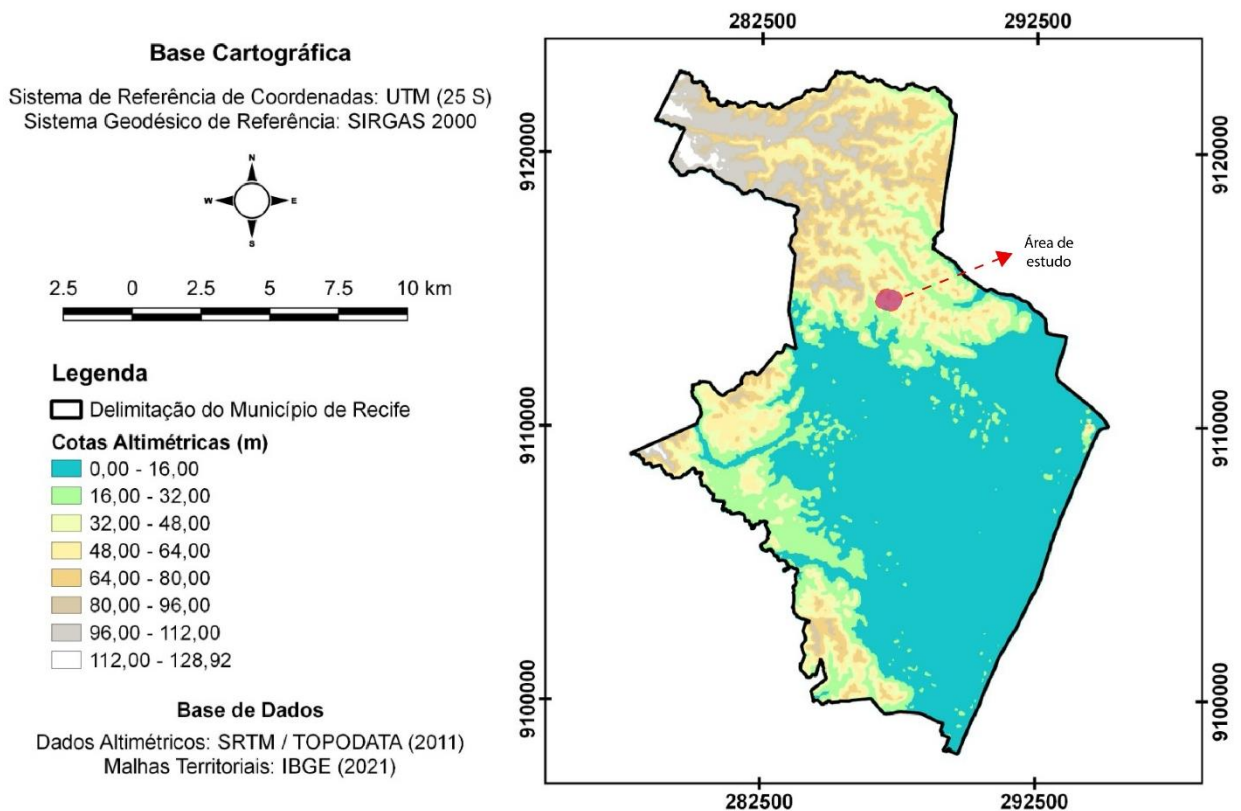 Base Cartográfica
Sistema de Referência de Coordenadas: UTM (25 S)
Sistema Geodésico de Referência: SIRGAS 2000
N
W E
S
2.5 0 2.5 5 7.5 10 km
Legenda
Delimitação do Município de Recife
Cotas Altimétricas (m)
0,00 - 16,00
16,00 - 32,00
32,00 - 48,00
48,00 - 64,00
64,00 - 80,00
80,00 - 96,00
96,00 - 112,00
112,00 - 128,92
Base de Dados
Dados Altimétricos: SRTM / TOPODATA (2011)
Malhas Territoriais: IBGE (2021)
282500 292500
9120000 9120000
Área de
estudo
9110000 9110000
9100000 9100000
282500 292500